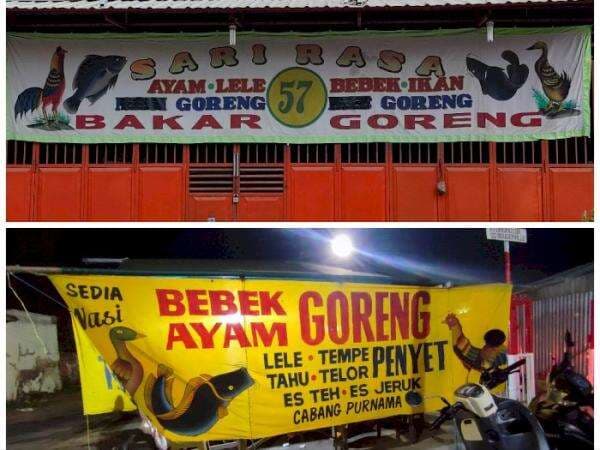 SARI RASA
AYAM • LELE 57 BEBEK • IKAN
GORENG GORENG
BAKAR GORENG
SEDIA
Nasi
BEBEK GORENG
AYAM
LELE • TEMPE PENYET
TAHU • TELOR
ES TEH • ES JERUK
CABANG PURNAMA